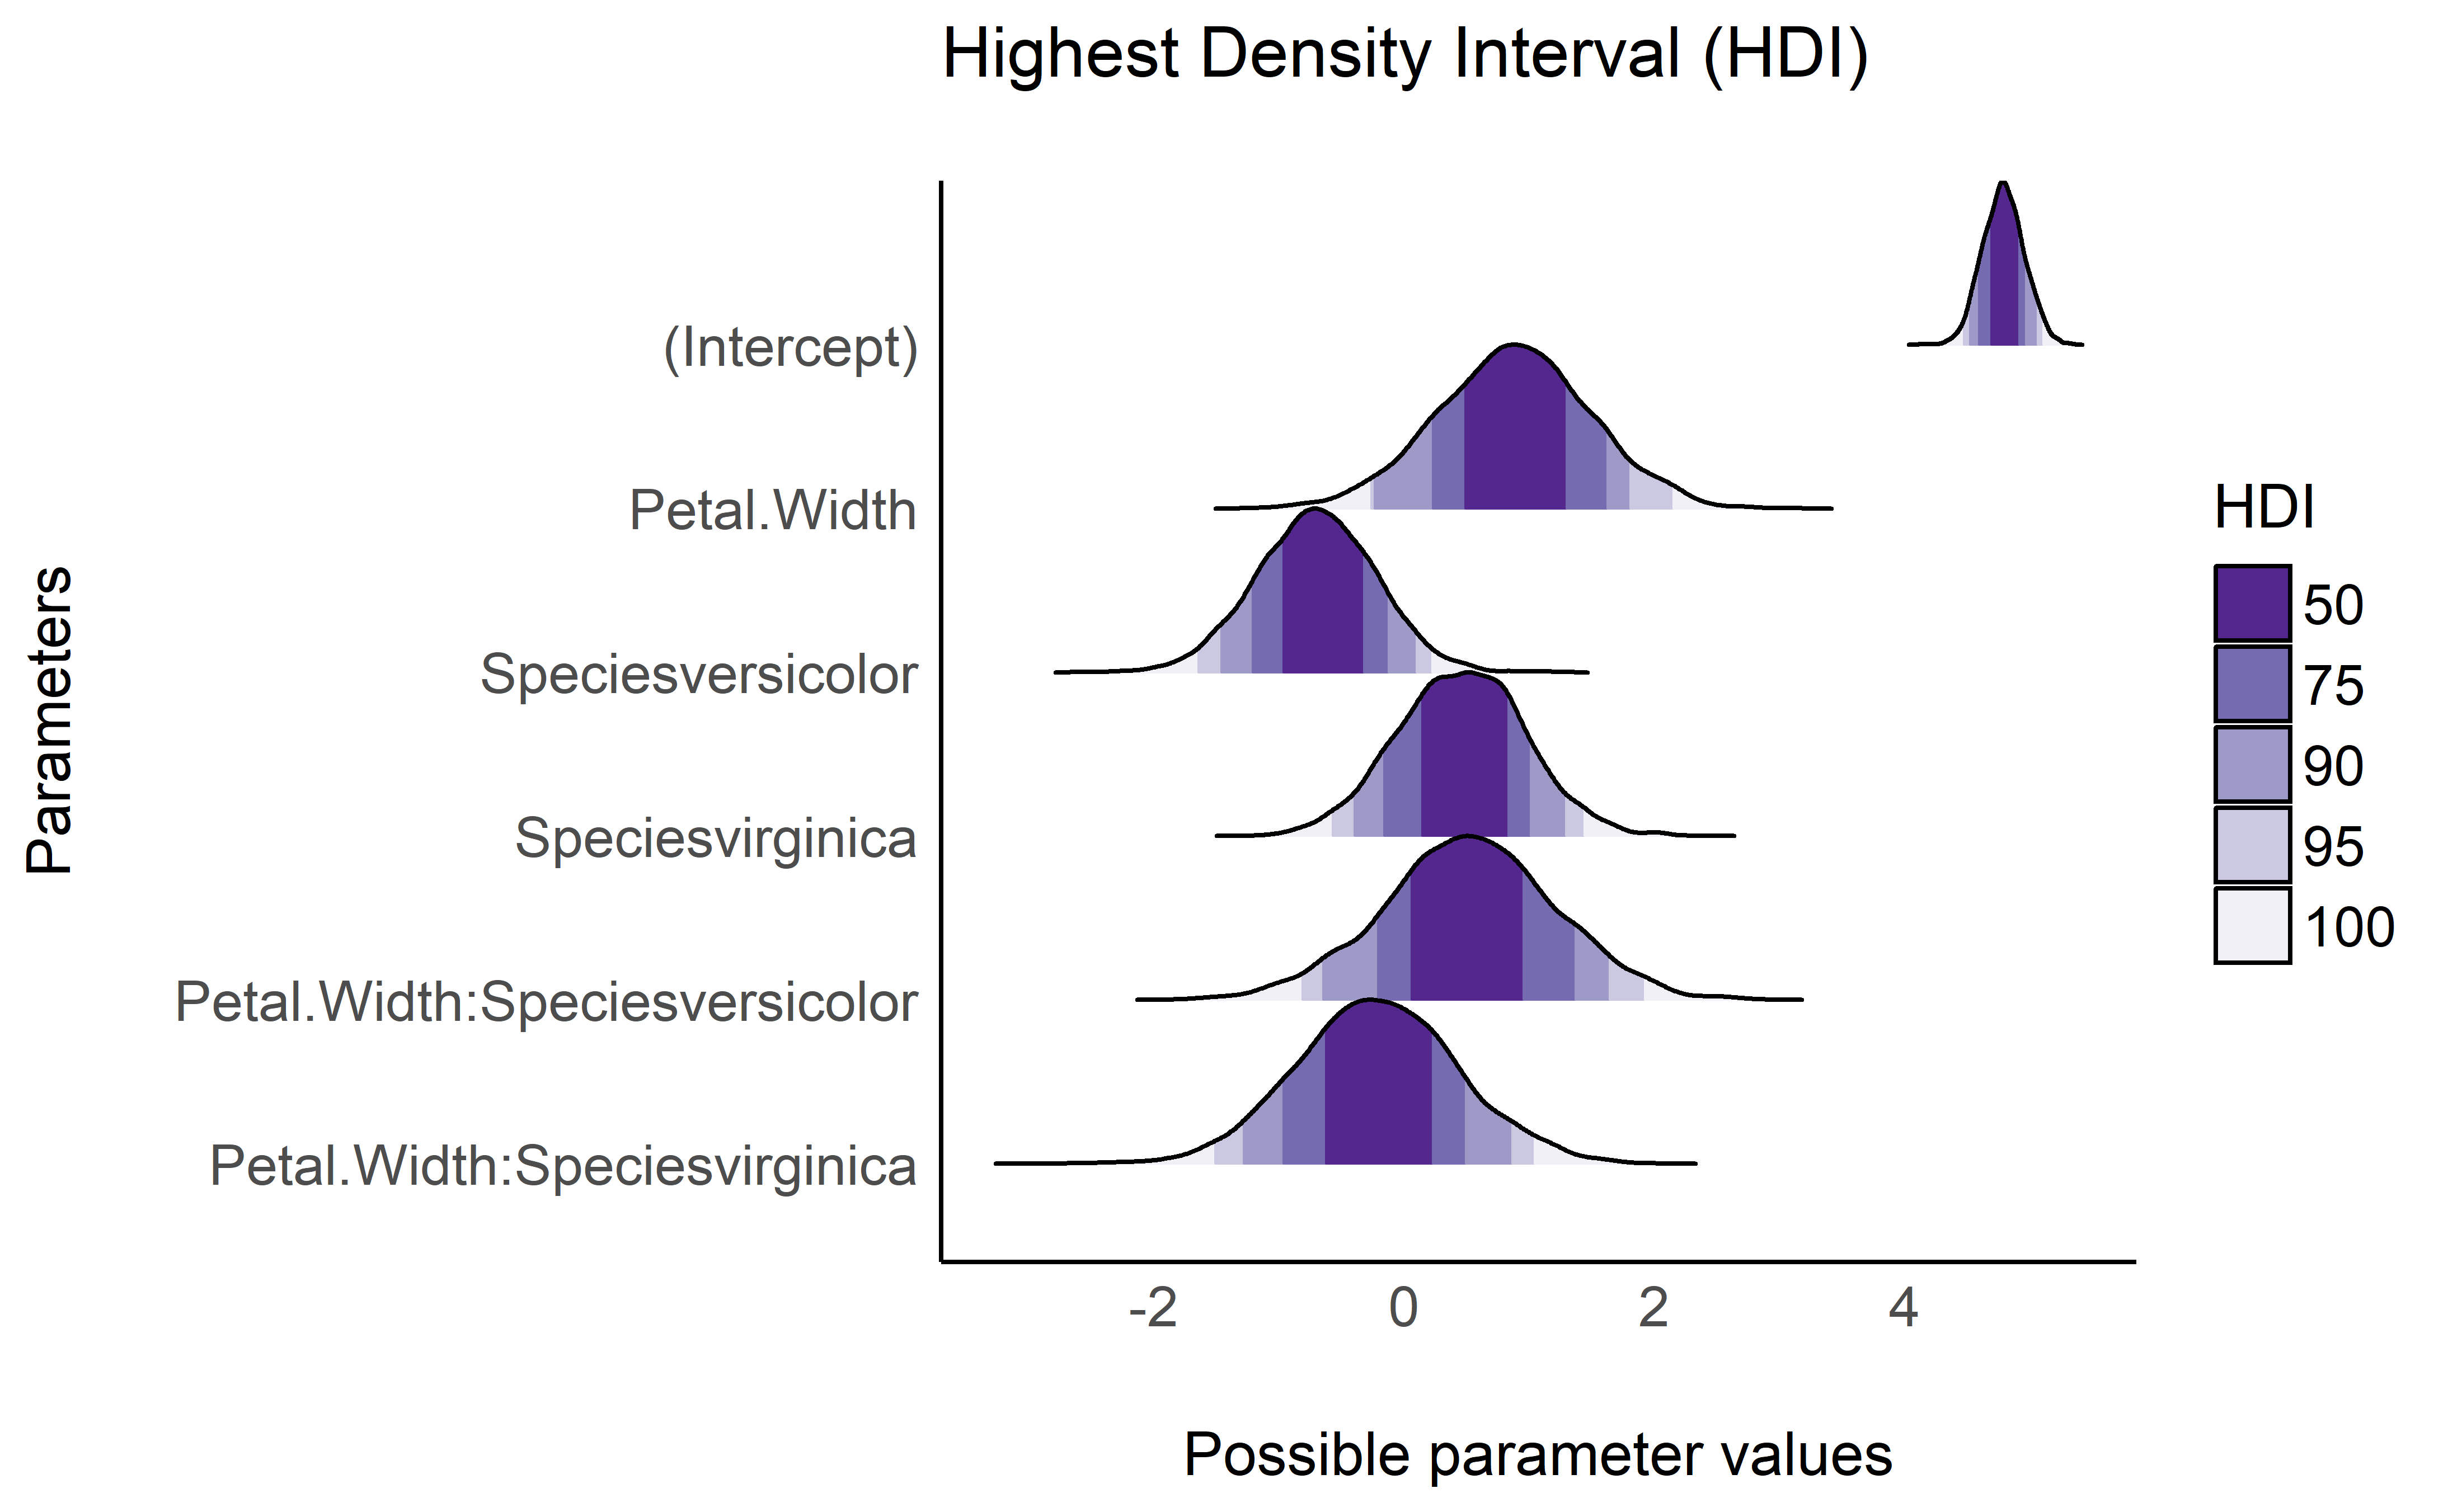 Highest Density Interval (HDI)
Parameters
(Intercept)
Petal.Width
Speciesversicolor
Speciesvirginica
Petal.Width:Speciesversicolor
Petal.Width:Speciesvirginica
-2 0 2 4
Possible parameter values
HDI
50
75
90
95
100